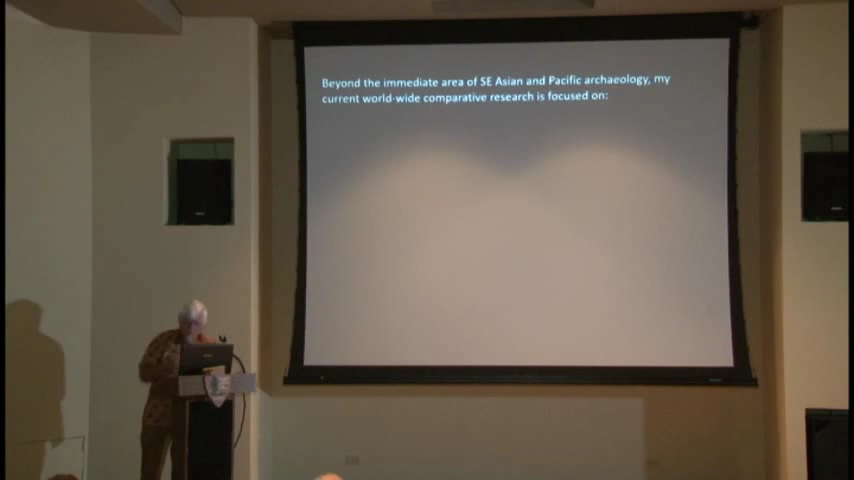 Beyond the immediate area of SE Asian and Pacific archaeology, my
current world-wide comparative research is focused on: